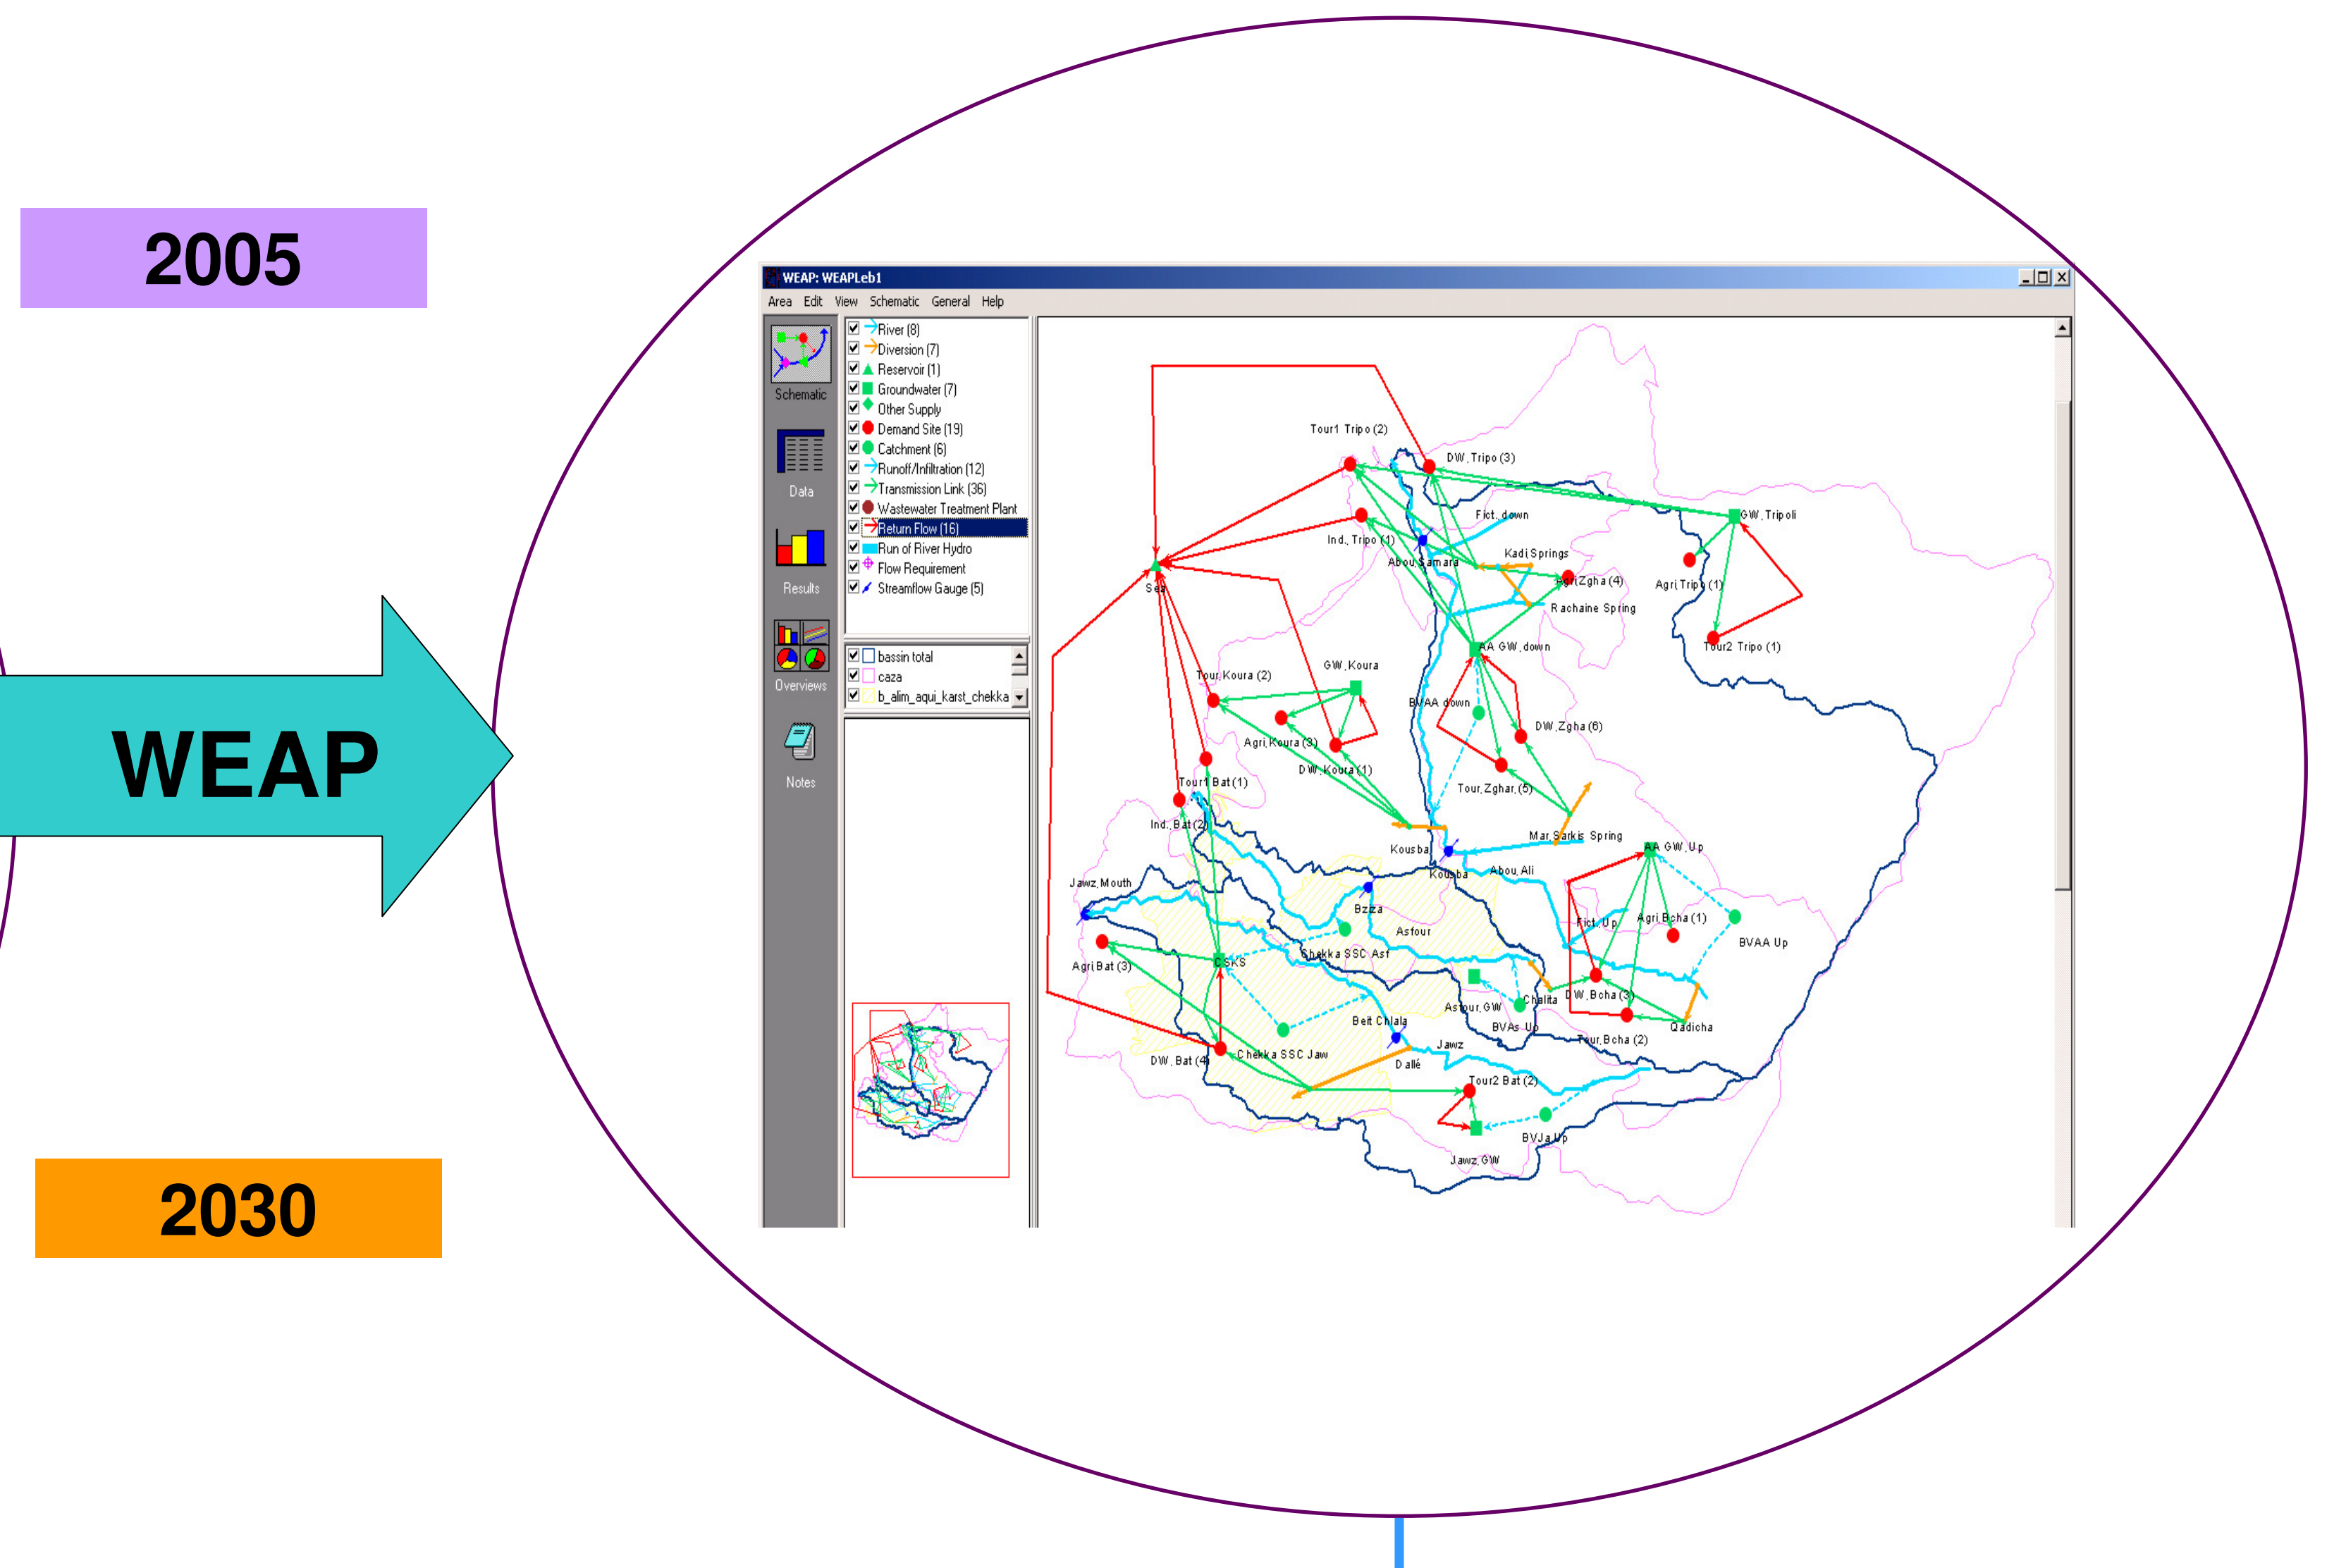 2005
WEAP
2030
WEAP: WEAPLeb1
Area Edit View Schematic General Help
Schematic
Data
Results
Overviews
Notes
River (8)
Diversion (7)
Reservoir (1)
Groundwater (7)
Other Supply
Demand Site (19)
Catchment (6)
Runoff/Infiltration (12)
Transmission Link (36)
Wastewater Treatment Plant
Return Flow (16)
Run of River Hydro
Flow Requirement
Streamflow Gauge (5)
bassin total
caza
b_alim_aqui_karst_chekka
Tour1 Tripo (2)
DW, Tripo (3)
Fict. down
GW, Tripoli
Ind., Tripo (1)
Kadi Springs
Abou Samara
Agri Zgha (4)
Agri, Tripo (1)
Sea
Rachaine Spring
AA GW, down
Tour2 Tripo (1)
GW, Koura
Tour, Koura (2)
BVAA down
DW, Zgha (6)
Agri, Koura (3)
DW, Koura (1)
Tour1 Bat (1)
Tour, Zghar, (5)
Ind., Bat (2)
Mar, Sarkis Spring
Kousba
AA GW, Up
Kousba
Abou, Ali
Jawz, Mouth
Bziza
Fict., Up
Agri, Bcha (1)
Asfour
BVAA Up
Chekka SSC Asf
Agri Bat (3)
CSKS
Asfour, GW
Chalita
DW, Bcha (3)
Beit Chlala
BVAs Up
Qadicha
Tour, Bcha (2)
Jawz
DW, Bat (4)
Chekka SSC Jaw
Dallé
Tour2 Bat (2)
BVJa Up
Jawz, GW